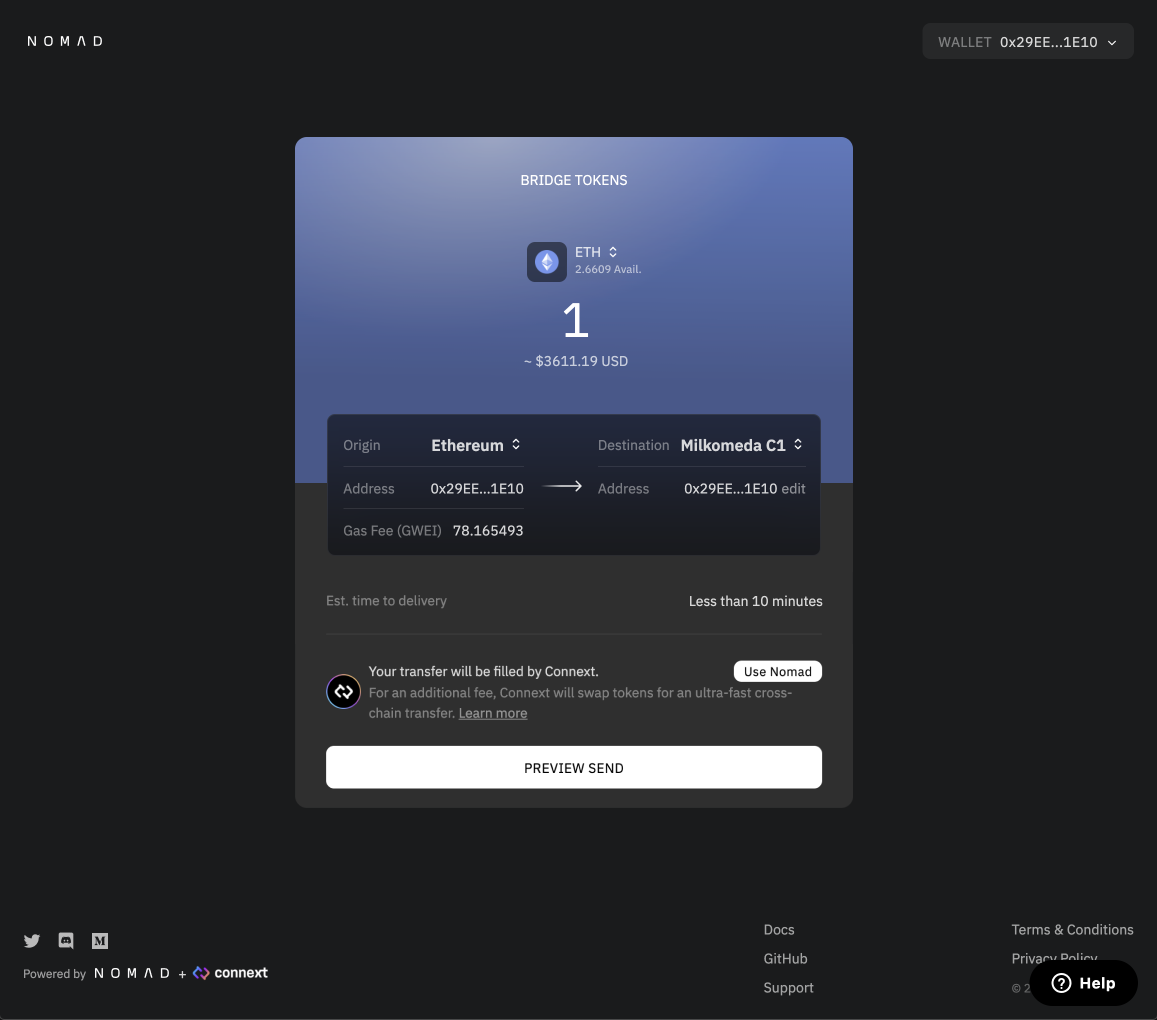 NOMAD
WALLET 0x29EE...1E10
BRIDGE TOKENS
ETH
2.6609 Avail.
1
~ $3611.19 USD
Origin Ethereum
Destination Milkomeda C1
Address 0x29EE...1E10
Address 0x29EE...1E10 edit
Gas Fee (GWEI) 78.165493
Est. time to delivery Less than 10 minutes
Your transfer will be filled by Connext.
Use Nomad
For an additional fee, Connext will swap tokens for an ultra-fast cross-
chain transfer. Learn more
PREVIEW SEND
M
Powered by NOMAD + connext
Docs
GitHub
Support
Terms & Conditions
Privacy Policy
© 2
Help